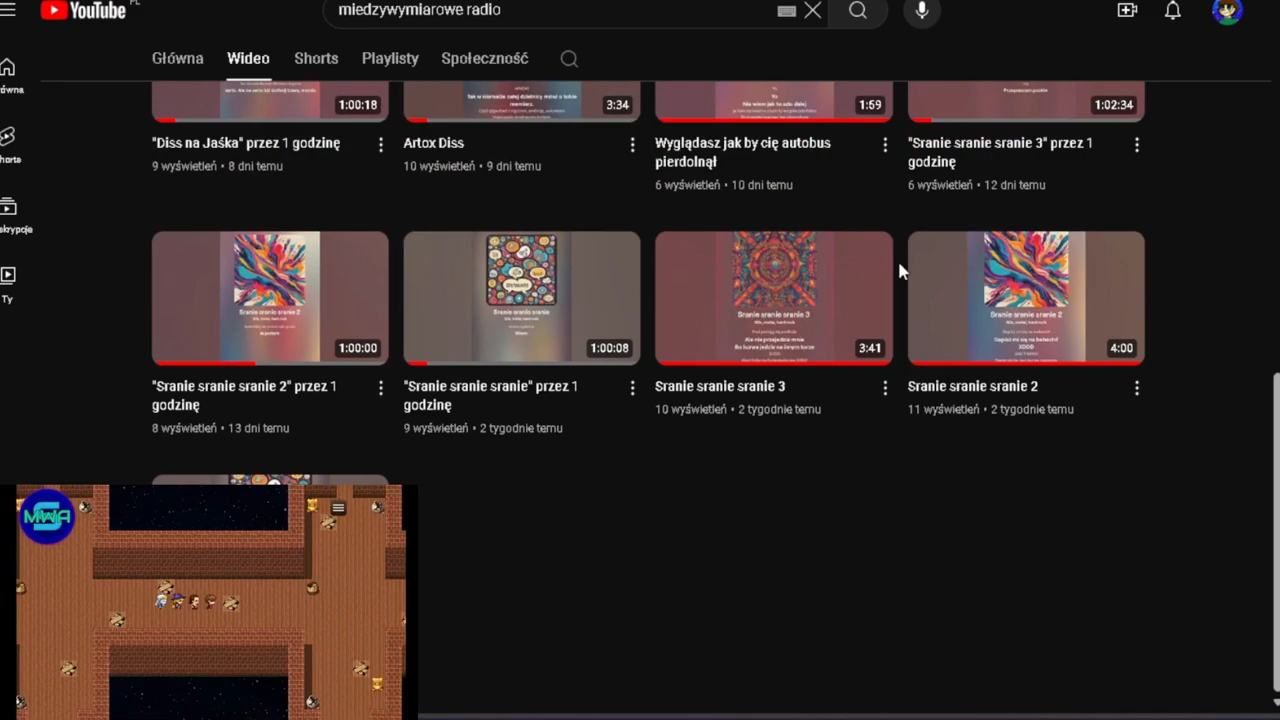 YouTube PL
miedzywymiarowe radio
Główna Wideo Shorts Playlisty Społeczność
1:00:18 3:34 1:59 1:02:34
"Diss na Jaśka" przez 1 godzinę
9 wyświetleń • 8 dni temu
Artox Diss
10 wyświetleń • 9 dni temu
Wyglądasz jak by cię autobus
pierdolnął
6 wyświetleń • 10 dni temu
"Sranie sranie sranie 3" przez 1
godzinę
6 wyświetleń • 12 dni temu
Sranie sranie sranie 2
1:00:00
Sranie sranie sranie
1:00:08
Sranie sranie sranie 3
Ale nie przejedzie mnie
3:41
Sranie sranie sranie 2
4:00
"Sranie sranie sranie 2" przez 1
godzinę
8 wyświetleń • 13 dni temu
"Sranie sranie sranie" przez 1
godzinę
9 wyświetleń • 2 tygodnie temu
Sranie sranie sranie 3
10 wyświetleń • 2 tygodnie temu
Sranie sranie sranie 2
11 wyświetleń • 2 tygodnie temu
Ty
MWA